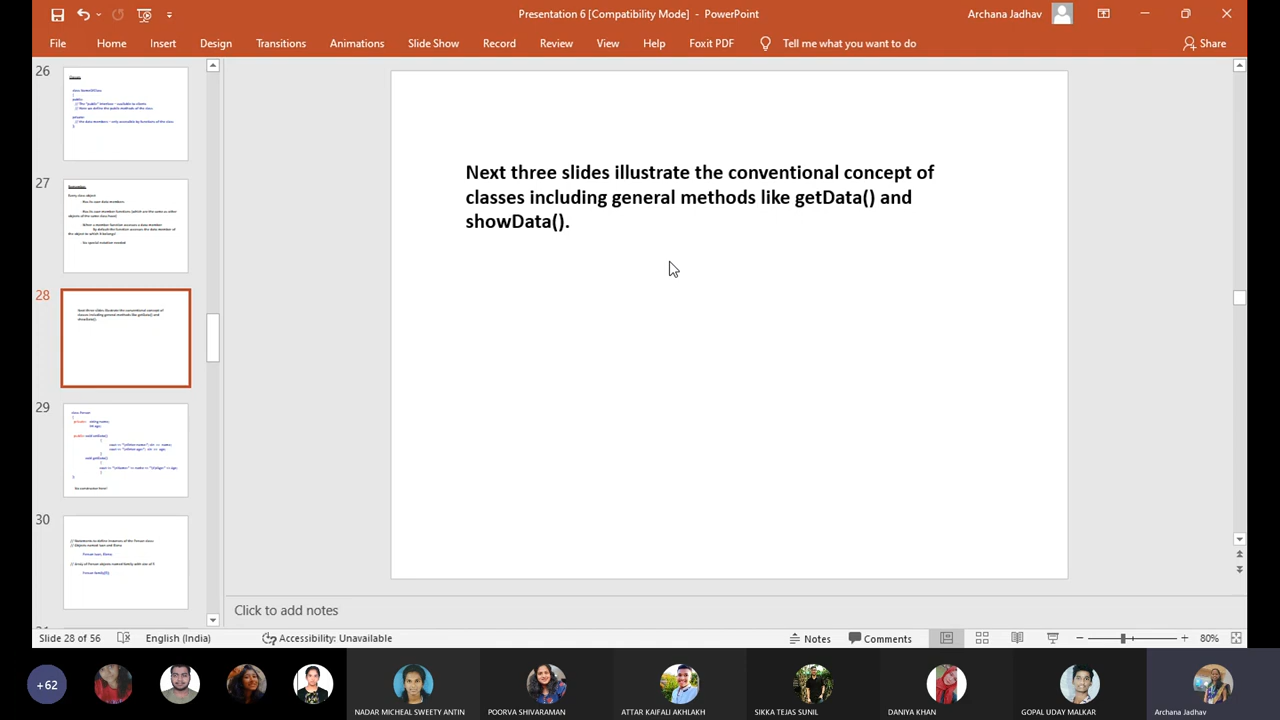 Presentation 6 [Compatibility Mode] - PowerPoint
Archana Jadhav
File Home Insert Design Transitions Animations Slide Show Record Review View Help Foxit PDF Tell me what you want to do Share
26
27
28
29
30
Next three slides illustrate the conventional concept of
classes including general methods like getData() and
showData().
Click to add notes
Slide 28 of 56 English (India) Accessibility: Unavailable Notes Comments 80%
+62
NADAR MICHEAL SWEETY ANTIN
POORVA SHIVARAMAN
ATTAR KAIFALI AKHLAKH
SIKKA TEJAS SUNIL
DANIYA KHAN
GOPAL UDAY MALKAR
Archana Jadhav